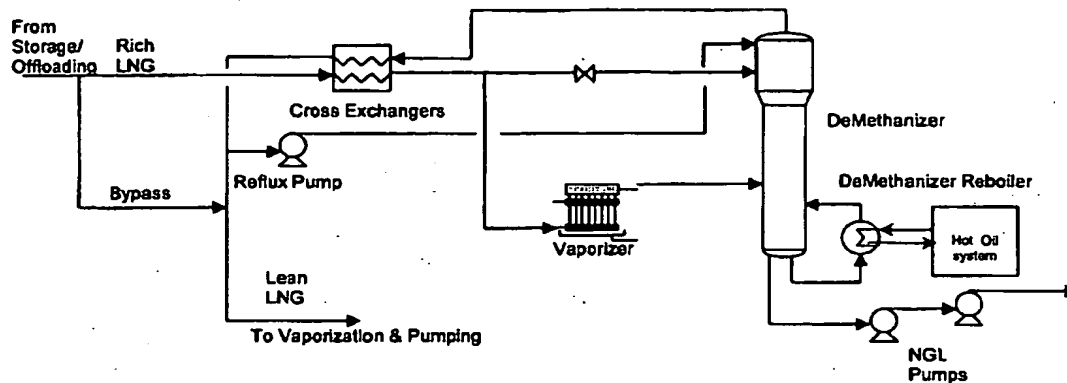 From
Storage/
Offloading
Rich
LNG
Cross Exchangers
DeMethanizer
Reflux Pump
DeMethanizer Reboiler
Bypass
Vaporizer
Hot Oil
system
Lean
LNG
To Vaporization & Pumping
NGL
Pumps